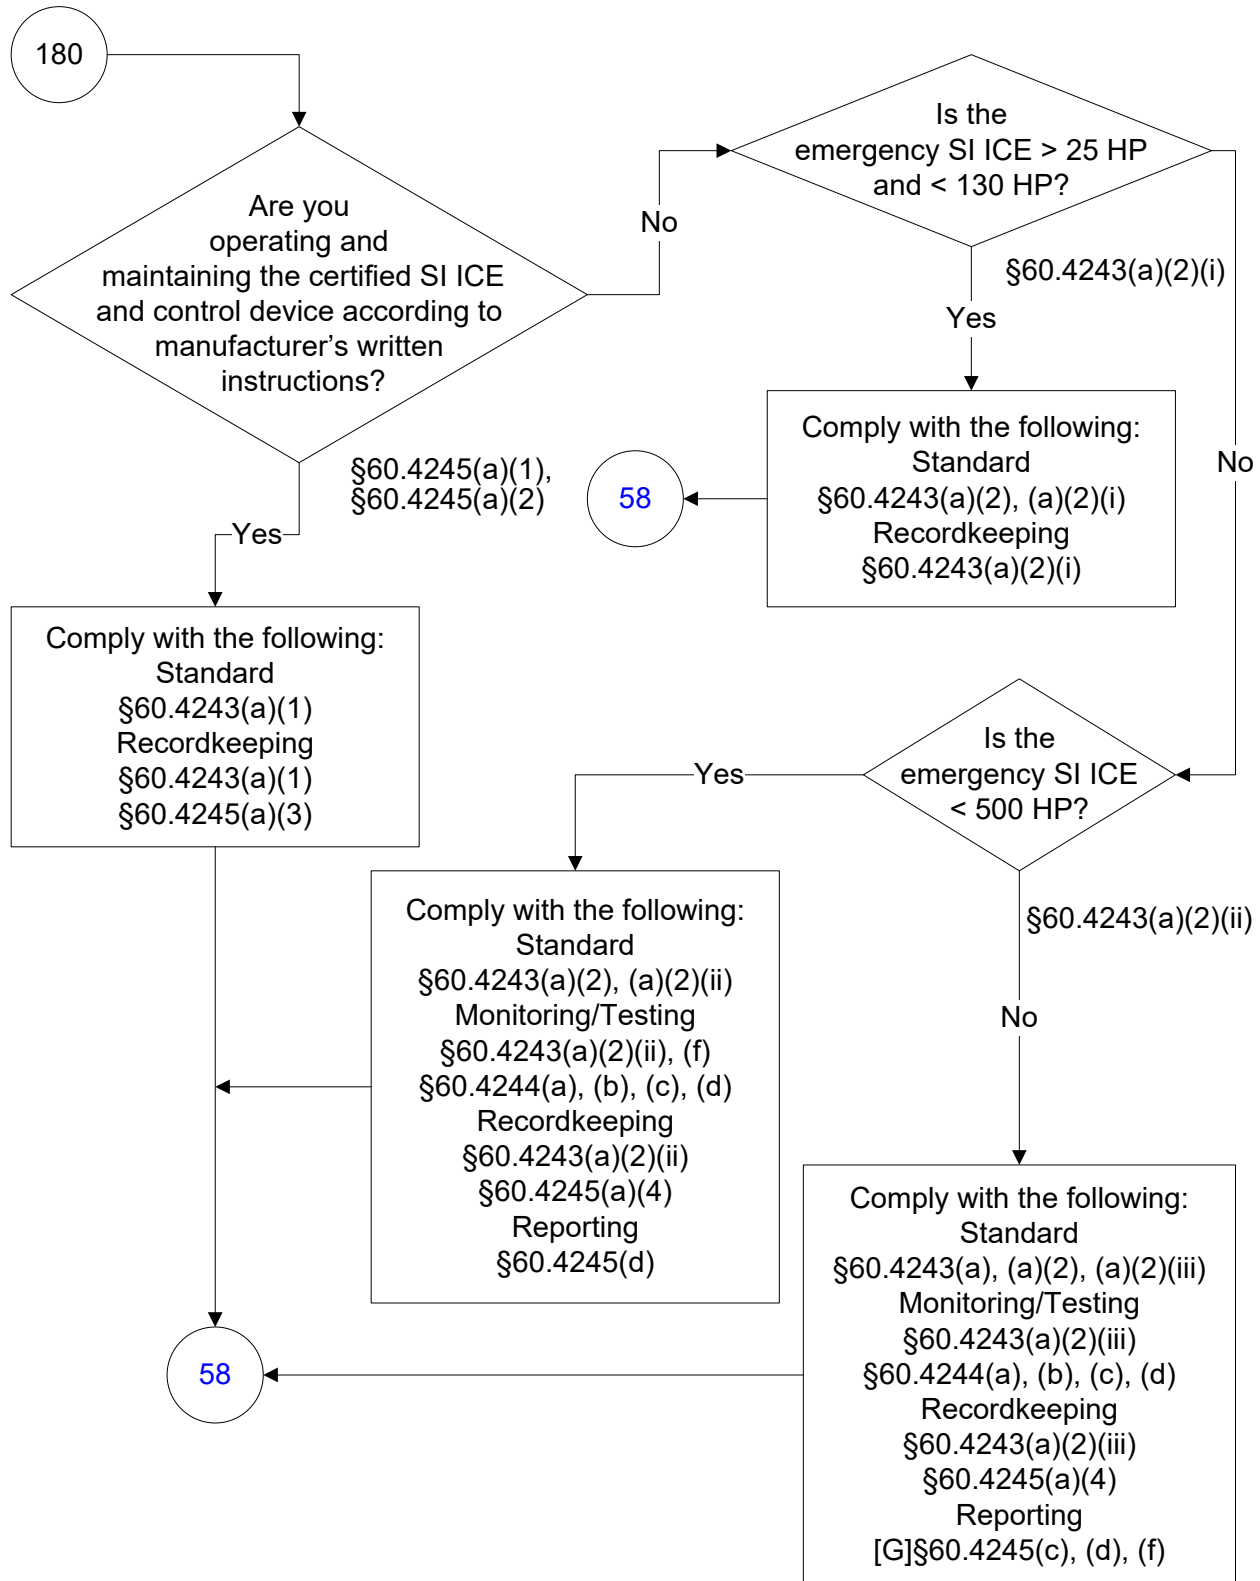 180
Are you
operating and
maintaining the certified SI ICE
and control device according to
manufacturer's written
instructions?
No
Is the
emergency SI ICE > 25 HP
and < 130 HP?
§60.4243(a)(2)(i)
Yes
No
Comply with the following:
Standard
§60.4243(a)(2), (a)(2)(i)
Recordkeeping
§60.4243(a)(2)(i)
58
§60.4245(a)(1),
§60.4245(a)(2)
Yes
Comply with the following:
Standard
§60.4243(a)(1)
Recordkeeping
§60.4243(a)(1)
§60.4245(a)(3)
Is the
emergency SI ICE
< 500 HP?
Yes
§60.4243(a)(2)(ii)
No
Comply with the following:
Standard
§60.4243(a)(2), (a)(2)(ii)
Monitoring/Testing
§60.4243(a)(2)(ii), (f)
§60.4244(a), (b), (c), (d)
Recordkeeping
§60.4243(a)(2)(ii)
§60.4245(a)(4)
Reporting
§60.4245(d)
Comply with the following:
Standard
§60.4243(a), (a)(2), (a)(2)(iii)
Monitoring/Testing
§60.4243(a)(2)(iii)
§60.4244(a), (b), (c), (d)
Recordkeeping
§60.4243(a)(2)(iii)
§60.4245(a)(4)
Reporting
[G]§60.4245(c), (d), (f)
58